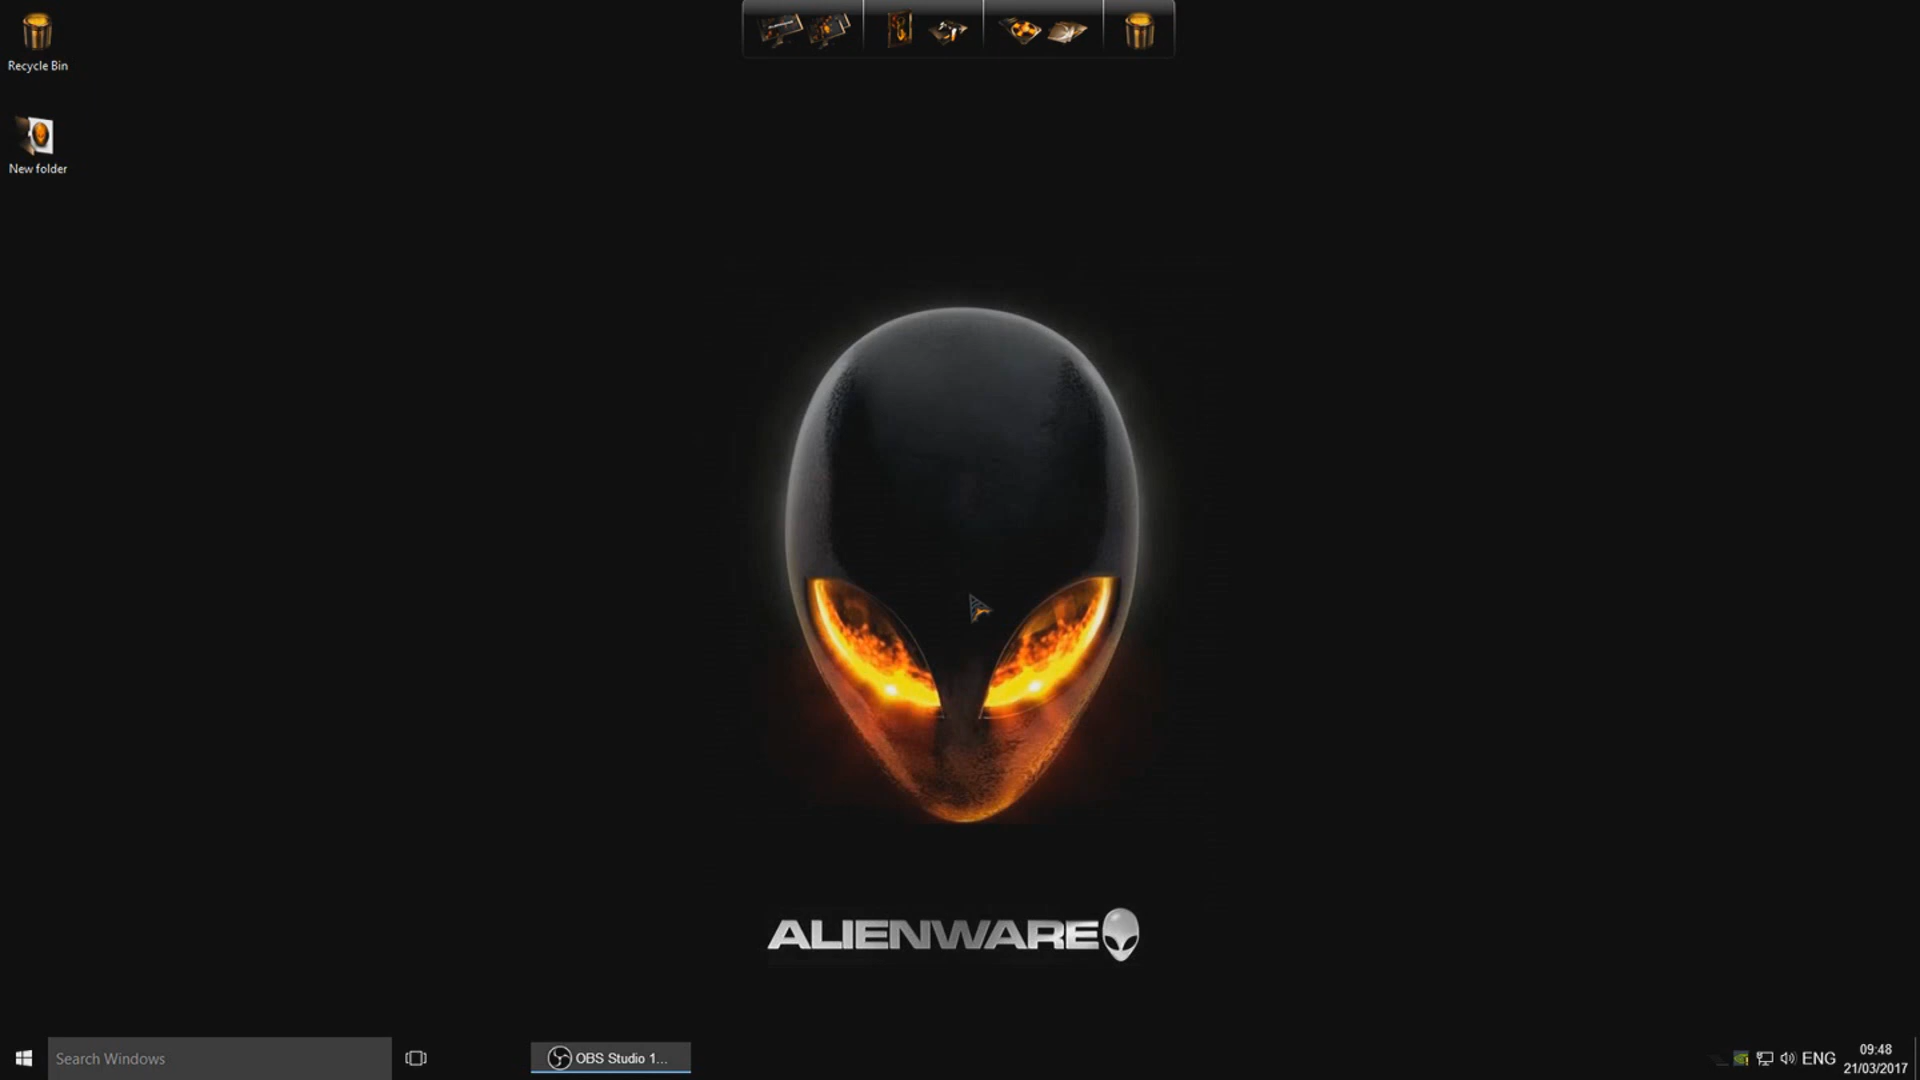 Recycle Bin
New folder
ALIENWARE
Search Windows
OBS Studio 1...
ENG
09:48
21/03/2017